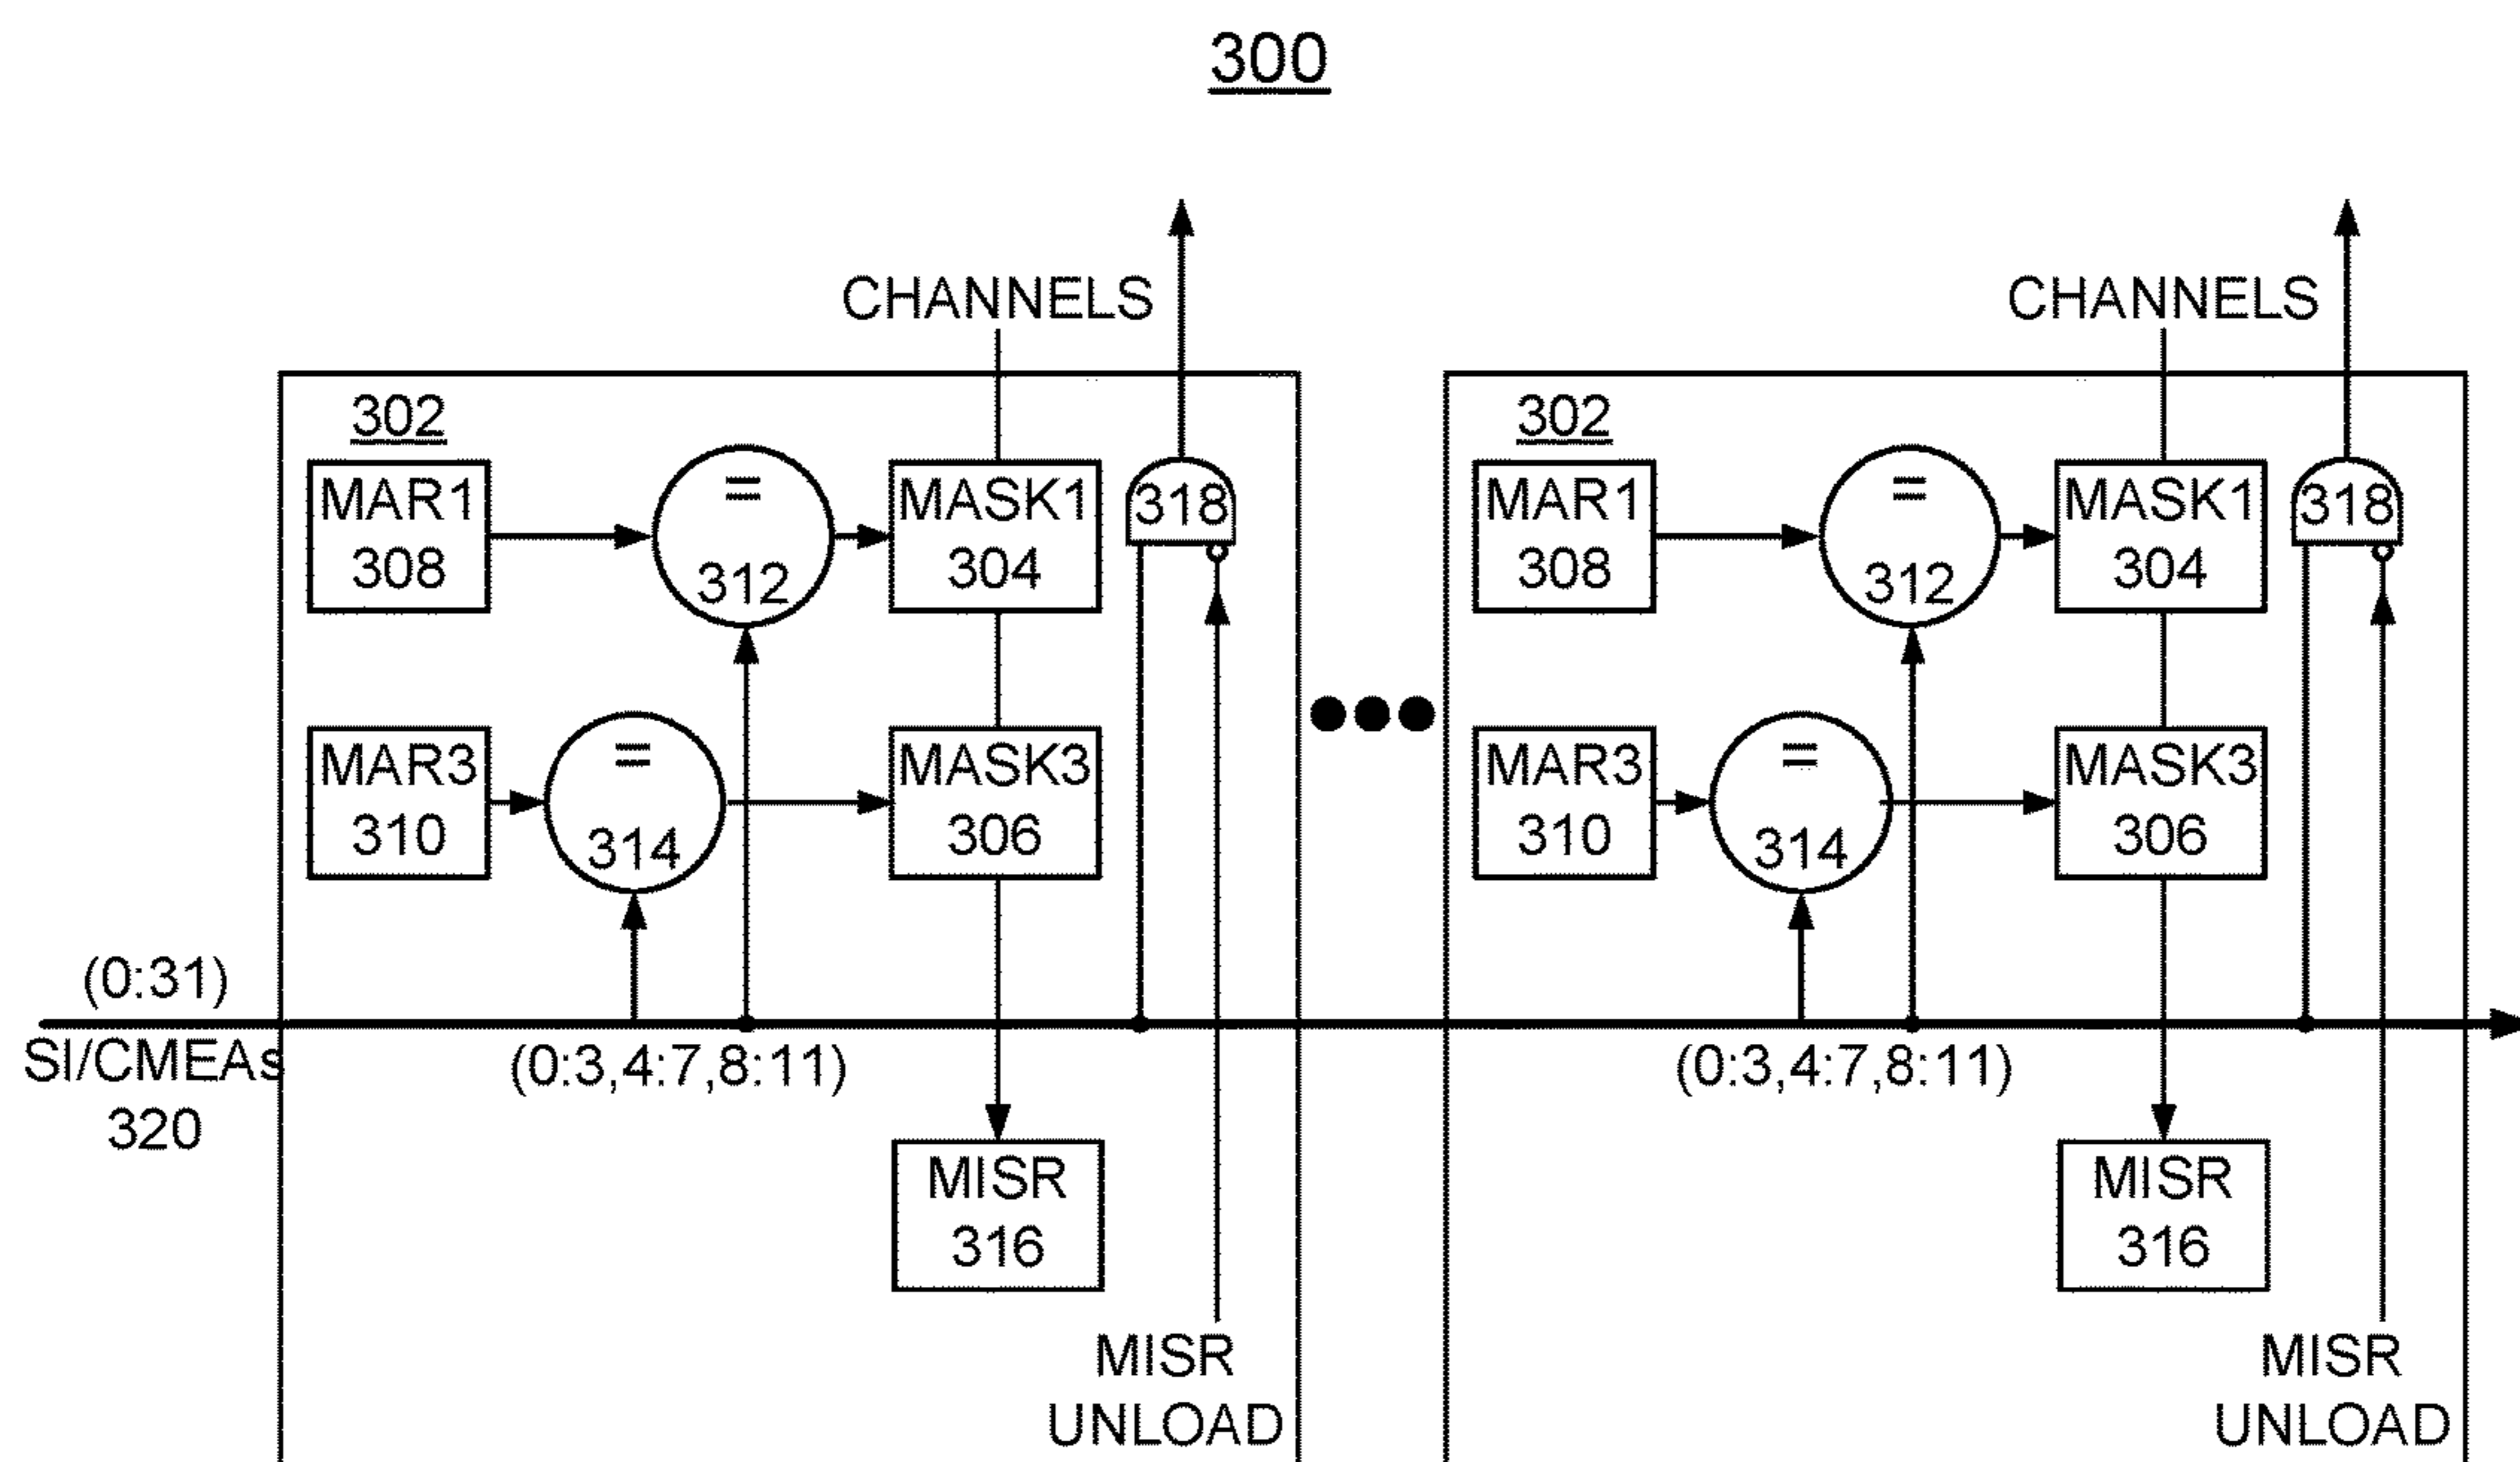 300
CHANNELS
CHANNELS
302
302
MAR1
308
=
312
MASK1
304
318
MAR1
308
=
312
MASK1
304
318
MAR3
310
=
314
MASK3
306
MAR3
310
=
314
MASK3
306
(0:31)
SI/CMEAs
320
(0:3,4:7,8:11)
(0:3,4:7,8:11)
MISR
316
MISR
316
MISR
UNLOAD
MISR
UNLOAD